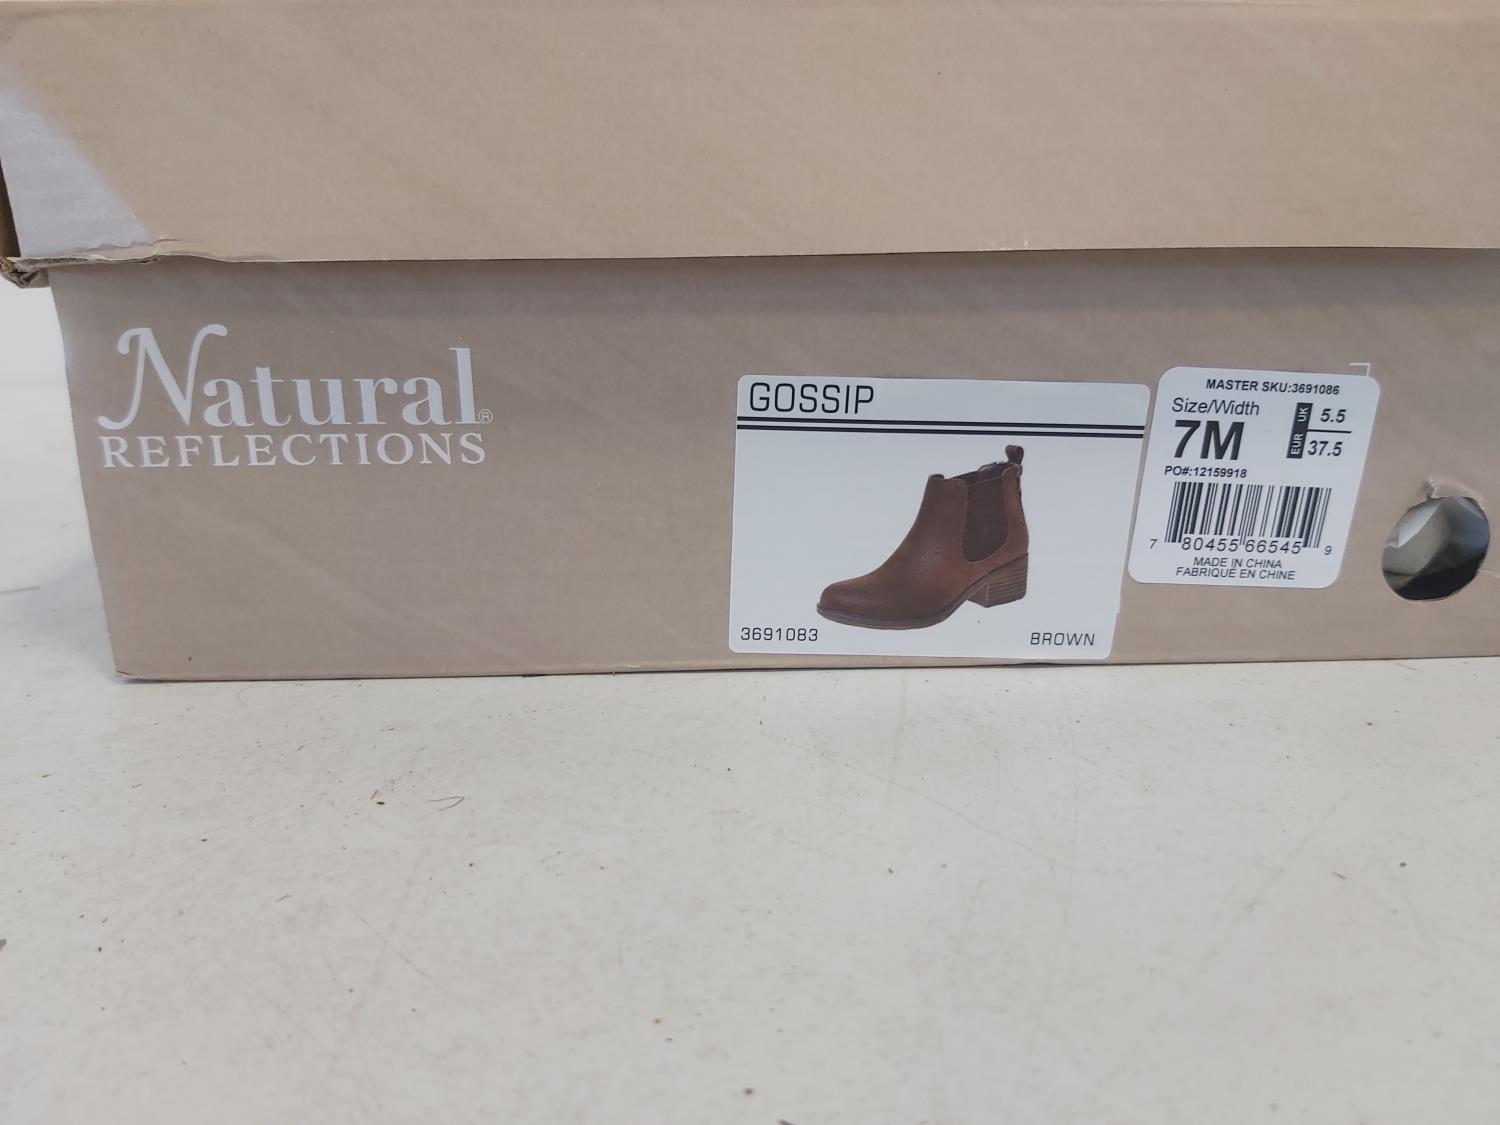 Natural®
REFLECTIONS
GOSSIP
3691083
BROWN
MASTER SKU:3691086
Size/Width
7M
UK 5.5
EUR 37.5
PO#:12159918
7 80455 66545 9
MADE IN CHINA
FABRIQUÉ EN CHINE